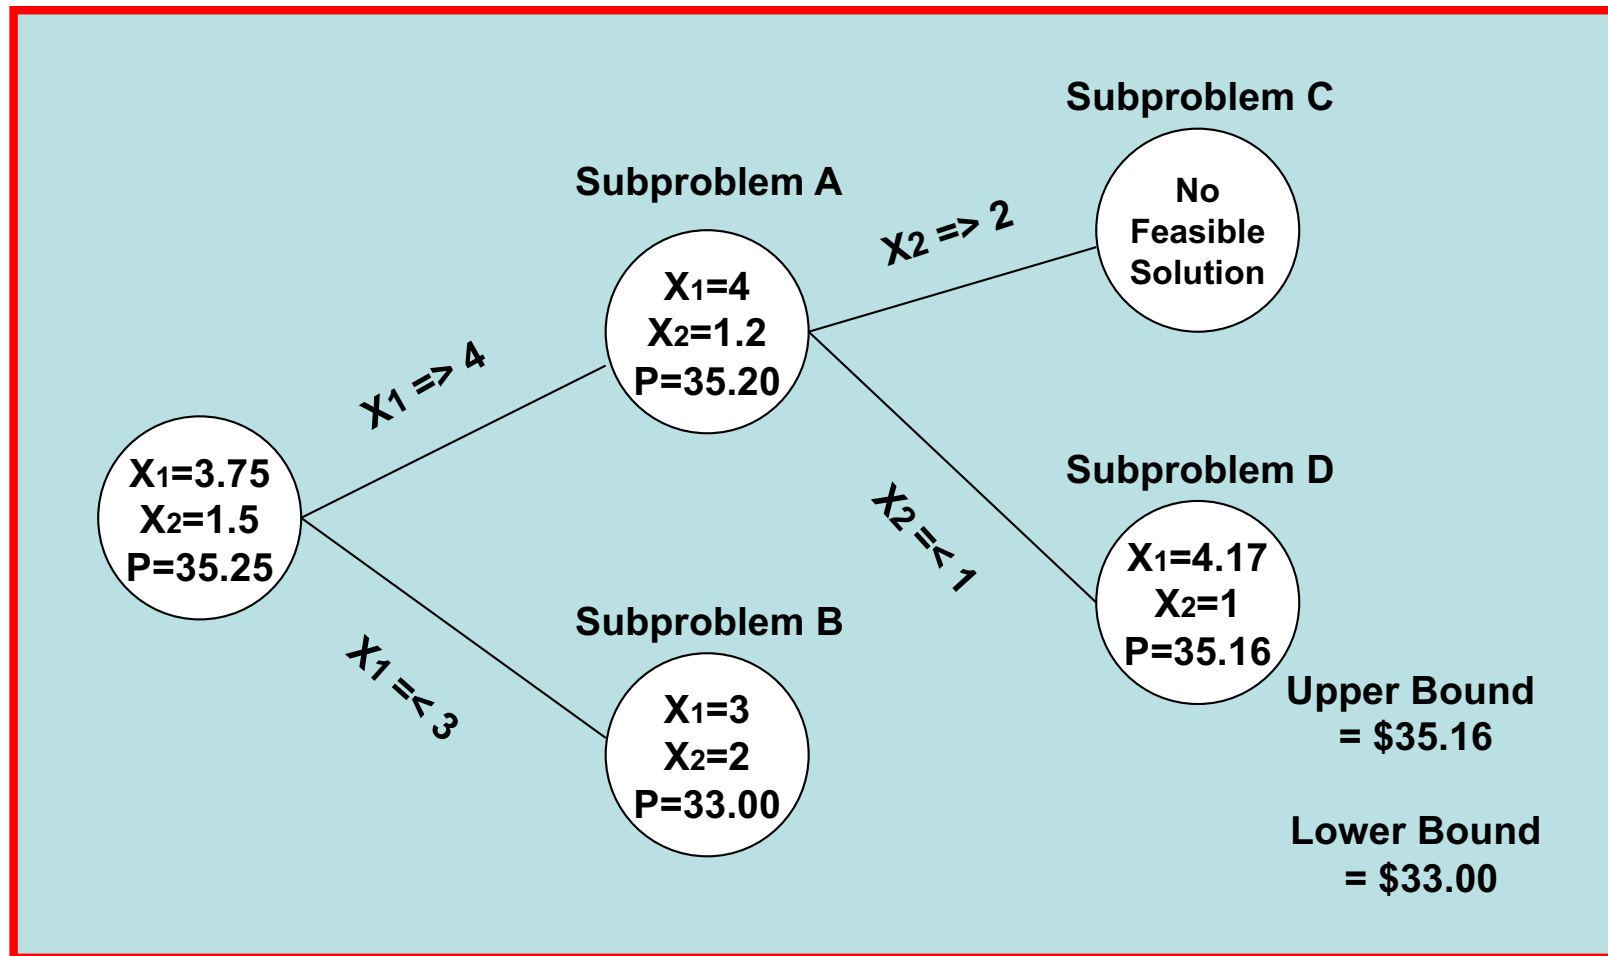 Subproblem C
No
Feasible
Solution
Subproblem A
X2 => 2
X1=4
X2=1.2
P=35.20
X1 => 4
X1=3.75
X2=1.5
P=35.25
Subproblem D
X2 =< 1
X1=4.17
X2=1
P=35.16
Subproblem B
X1 =< 3
X1=3
X2=2
P=33.00
Upper Bound
= $35.16
Lower Bound
= $33.00